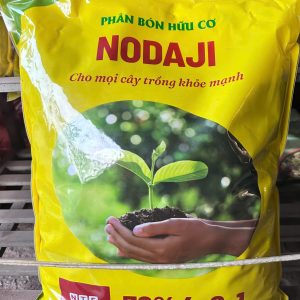 PHÂN BÓN HỮU CƠ
NODAJI
Cho mọi cây trồng khỏe mạnh